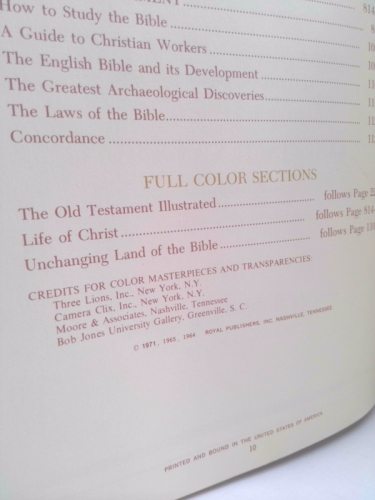 814
How to Study the Bible
A Guide to Christian Workers
The English Bible and its Development
The Greatest Archaeological Discoveries
The Laws of the Bible
Concordance
FULL COLOR SECTIONS
The Old Testament Illustrated follows Page
Life of Christ follows Page 814
Unchanging Land of the Bible follows Page
CREDITS FOR COLOR MASTERPIECES AND TRANSPARENCIES:
Three Lions, Inc., New York, N.Y.
Camera Clix, Inc., New York, N.Y.
Moore & Associates, Nashville, Tennessee
Bob Jones University Gallery, Greenville, S. C.
© 1971, 1965, 1964 ROYAL PUBLISHERS, INC. NASHVILLE, TENNESSEE
PRINTED AND BOUND IN THE UNITED STATES OF AMERICA
10